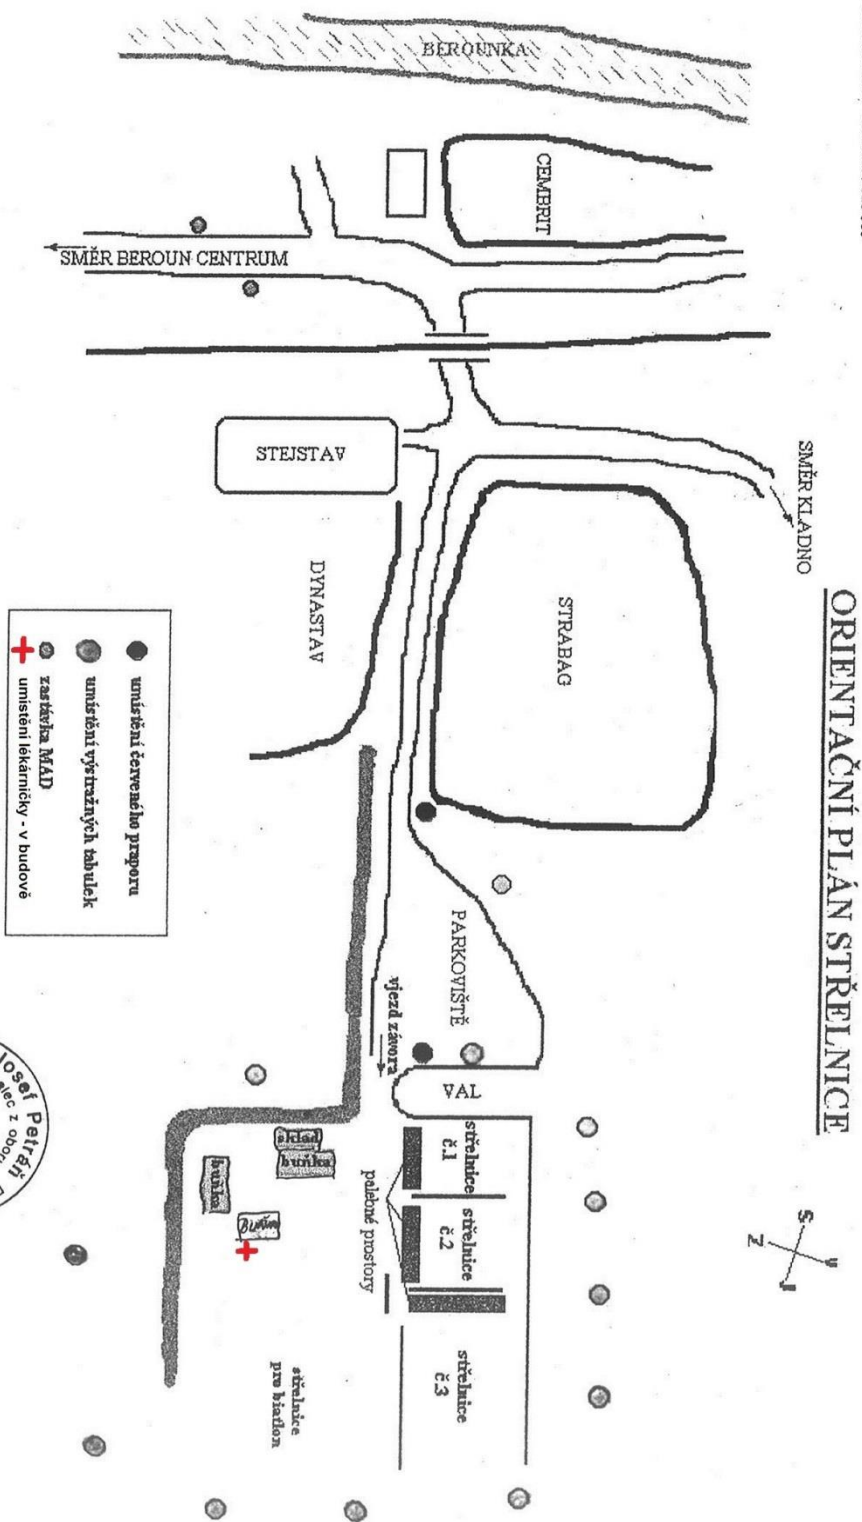 ORIENTAČNÍ PLÁN STŘELNICE
BEROUNKA
CEMBRIT
SMĚR BEROUN CENTRUM
SMĚR KLADNO
STEJSTAV
DYNASTAV
STRABAG
PARKOVIŠTĚ
vjezd závora
VAL
S
V
Z
J
střelnice
č.1
střelnice
č.2
střelnice
č.3
palebné prostory
sklad
buňka
buňka
střelnice
pro biatlon
umístění červeného praporu
umístění výstražných tabulek
zastávka MAD
umístění lékárničky - v budově
Josef Petráň